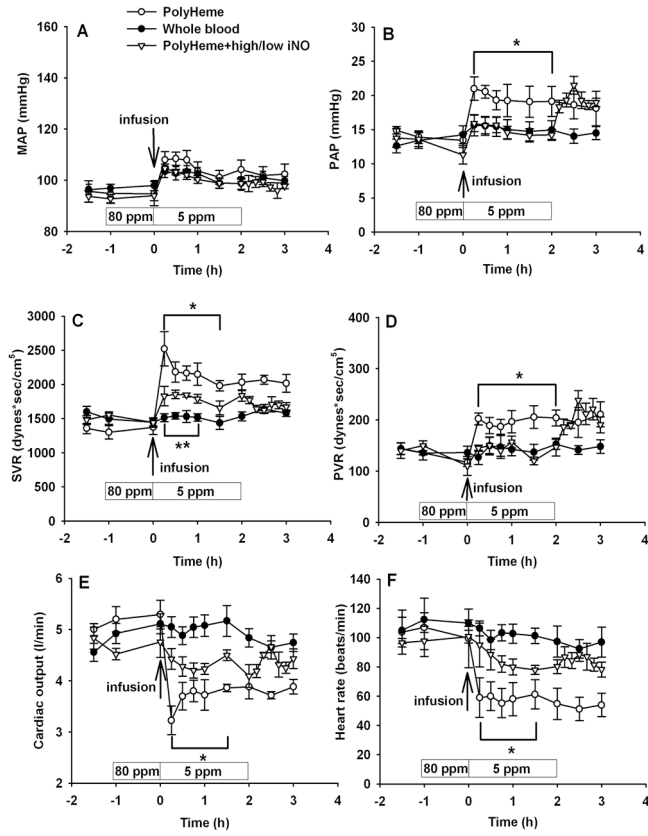 PolyHeme
Whole blood
PolyHeme+high/low iNO
A
MAP (mmHg)
160
140
120
100
80
infusion
80 ppm 5 ppm
-2 -1 0 1 2 3 4
Time (h)
B
PAP (mmHg)
30
25
20
15
10
5
0
*
infusion
80 ppm 5 ppm
-2 -1 0 1 2 3 4
Time (h)
C
SVR (dynes*sec/cm5)
3000
2500
2000
1500
1000
500
0
*
**
infusion
80 ppm 5 ppm
-2 -1 0 1 2 3 4
Time (h)
D
PVR (dynes*sec/cm5)
400
300
200
100
0
*
infusion
80 ppm 5 ppm
-2 -1 0 1 2 3 4
Time (h)
E
Cardiac output (l/min)
6
5
4
3
2
infusion
*
80 ppm 5 ppm
-2 -1 0 1 2 3 4
Time (h)
F
Heart rate (beats/min)
140
120
100
80
60
40
20
0
infusion
*
80 ppm 5 ppm
-2 -1 0 1 2 3 4
Time (h)